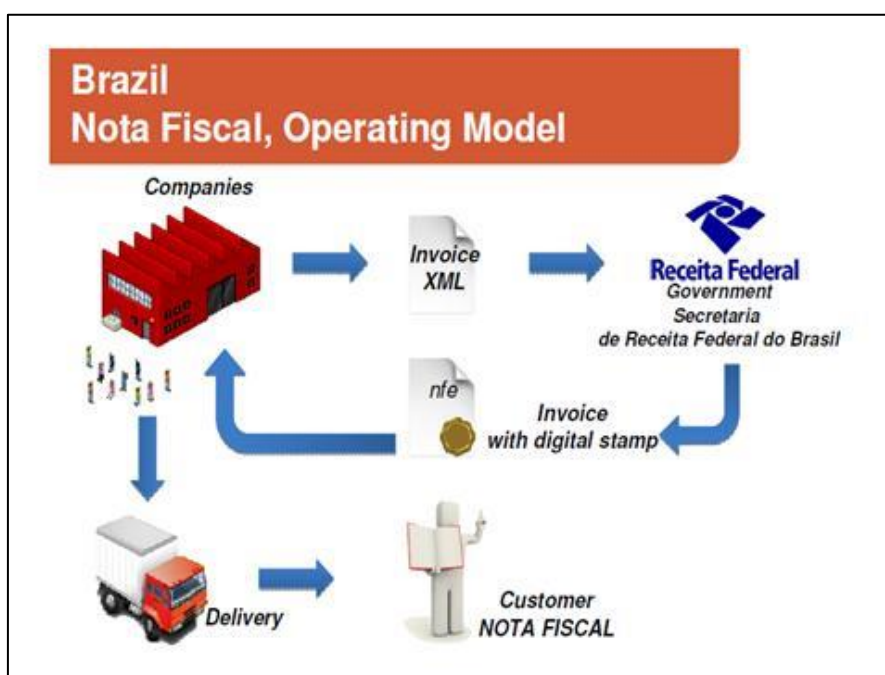 Brazil
Nota Fiscal, Operating Model
Companies
Invoice
XML
Receita Federal
Government
Secretaria
de Receita Federal do Brasil
nfe
Invoice
with digital stamp
Delivery
Customer
NOTA FISCAL